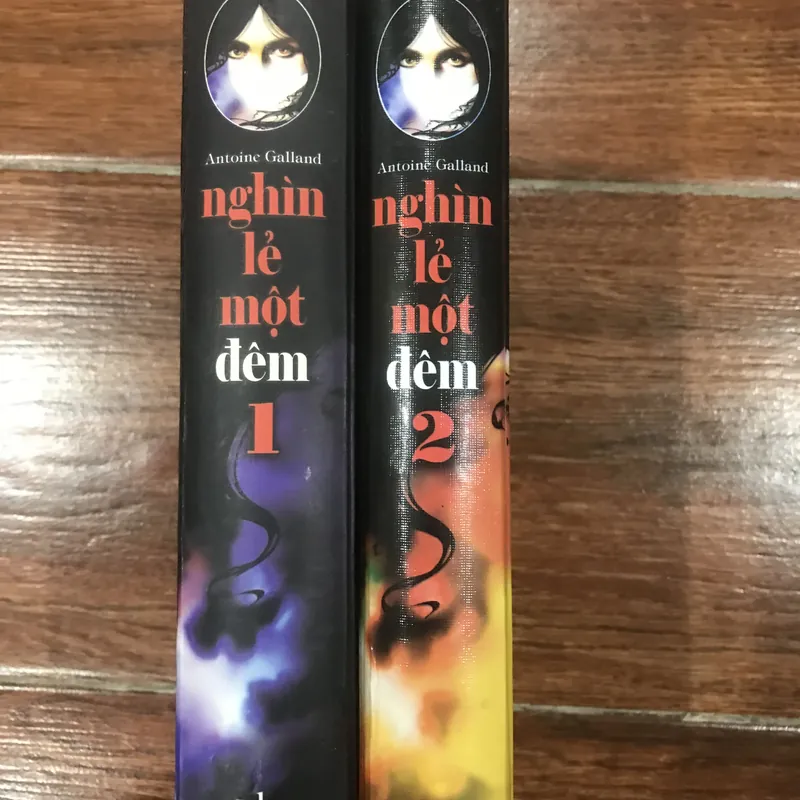 Antoine Galland
nghìn
lẻ
một
đêm
1
Antoine Galland
nghìn
lẻ
một
đêm
2